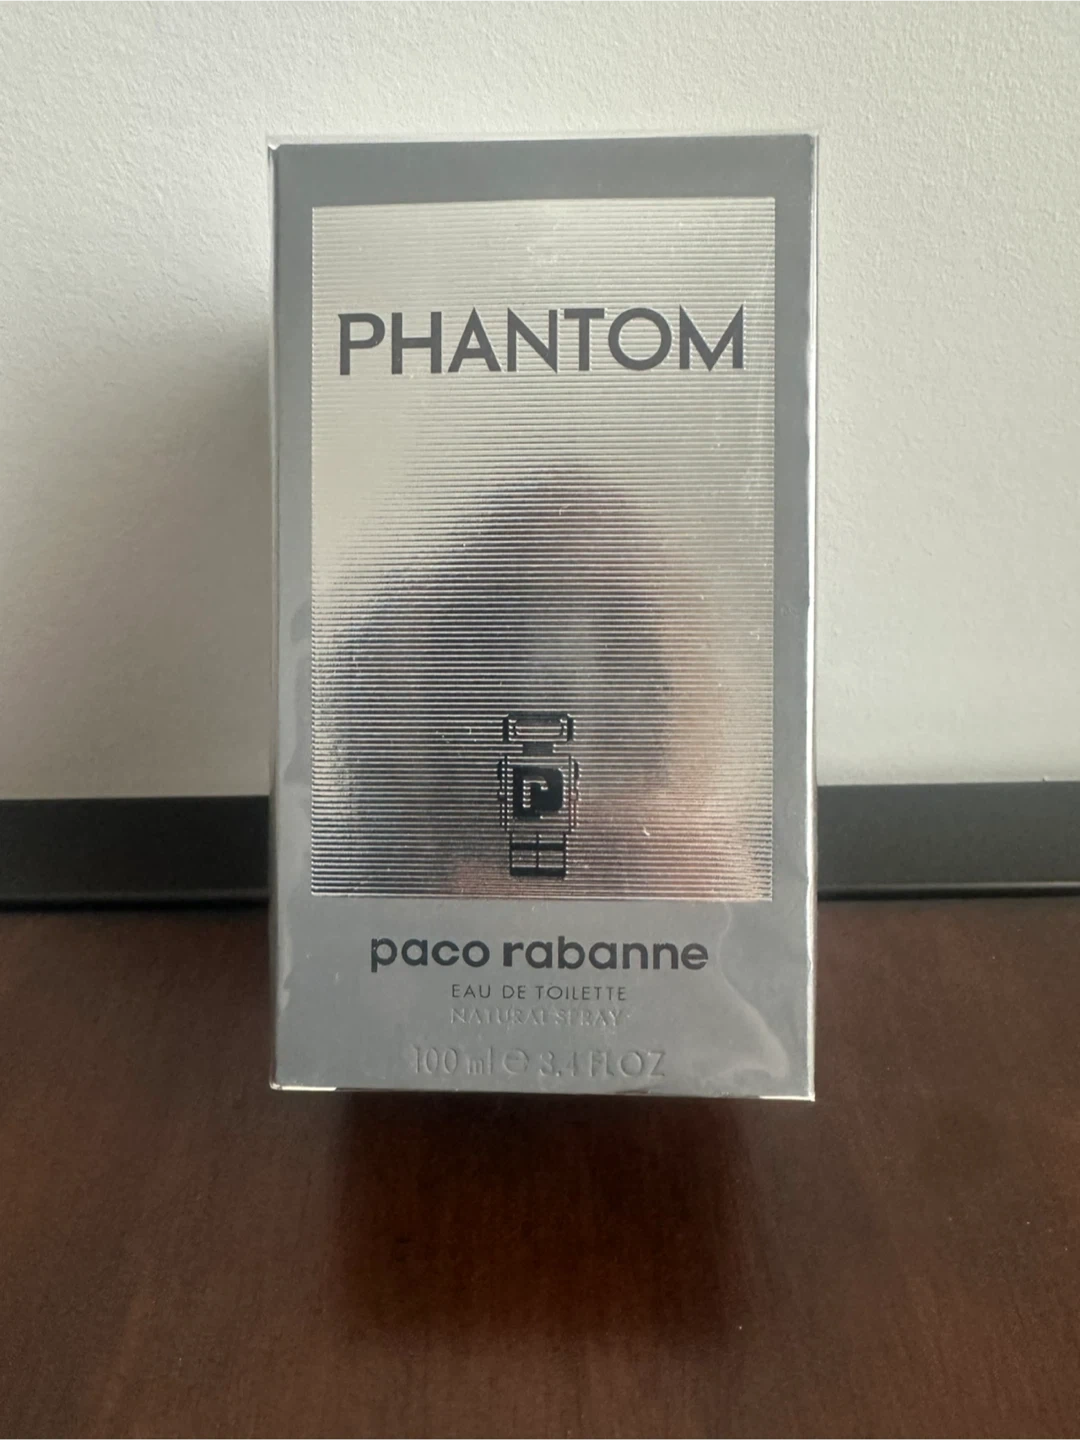 PHANTOM
paco rabanne
EAU DE TOILETTE
NATURAL SPRAY
100 ml ℮ 3.4 FL OZ